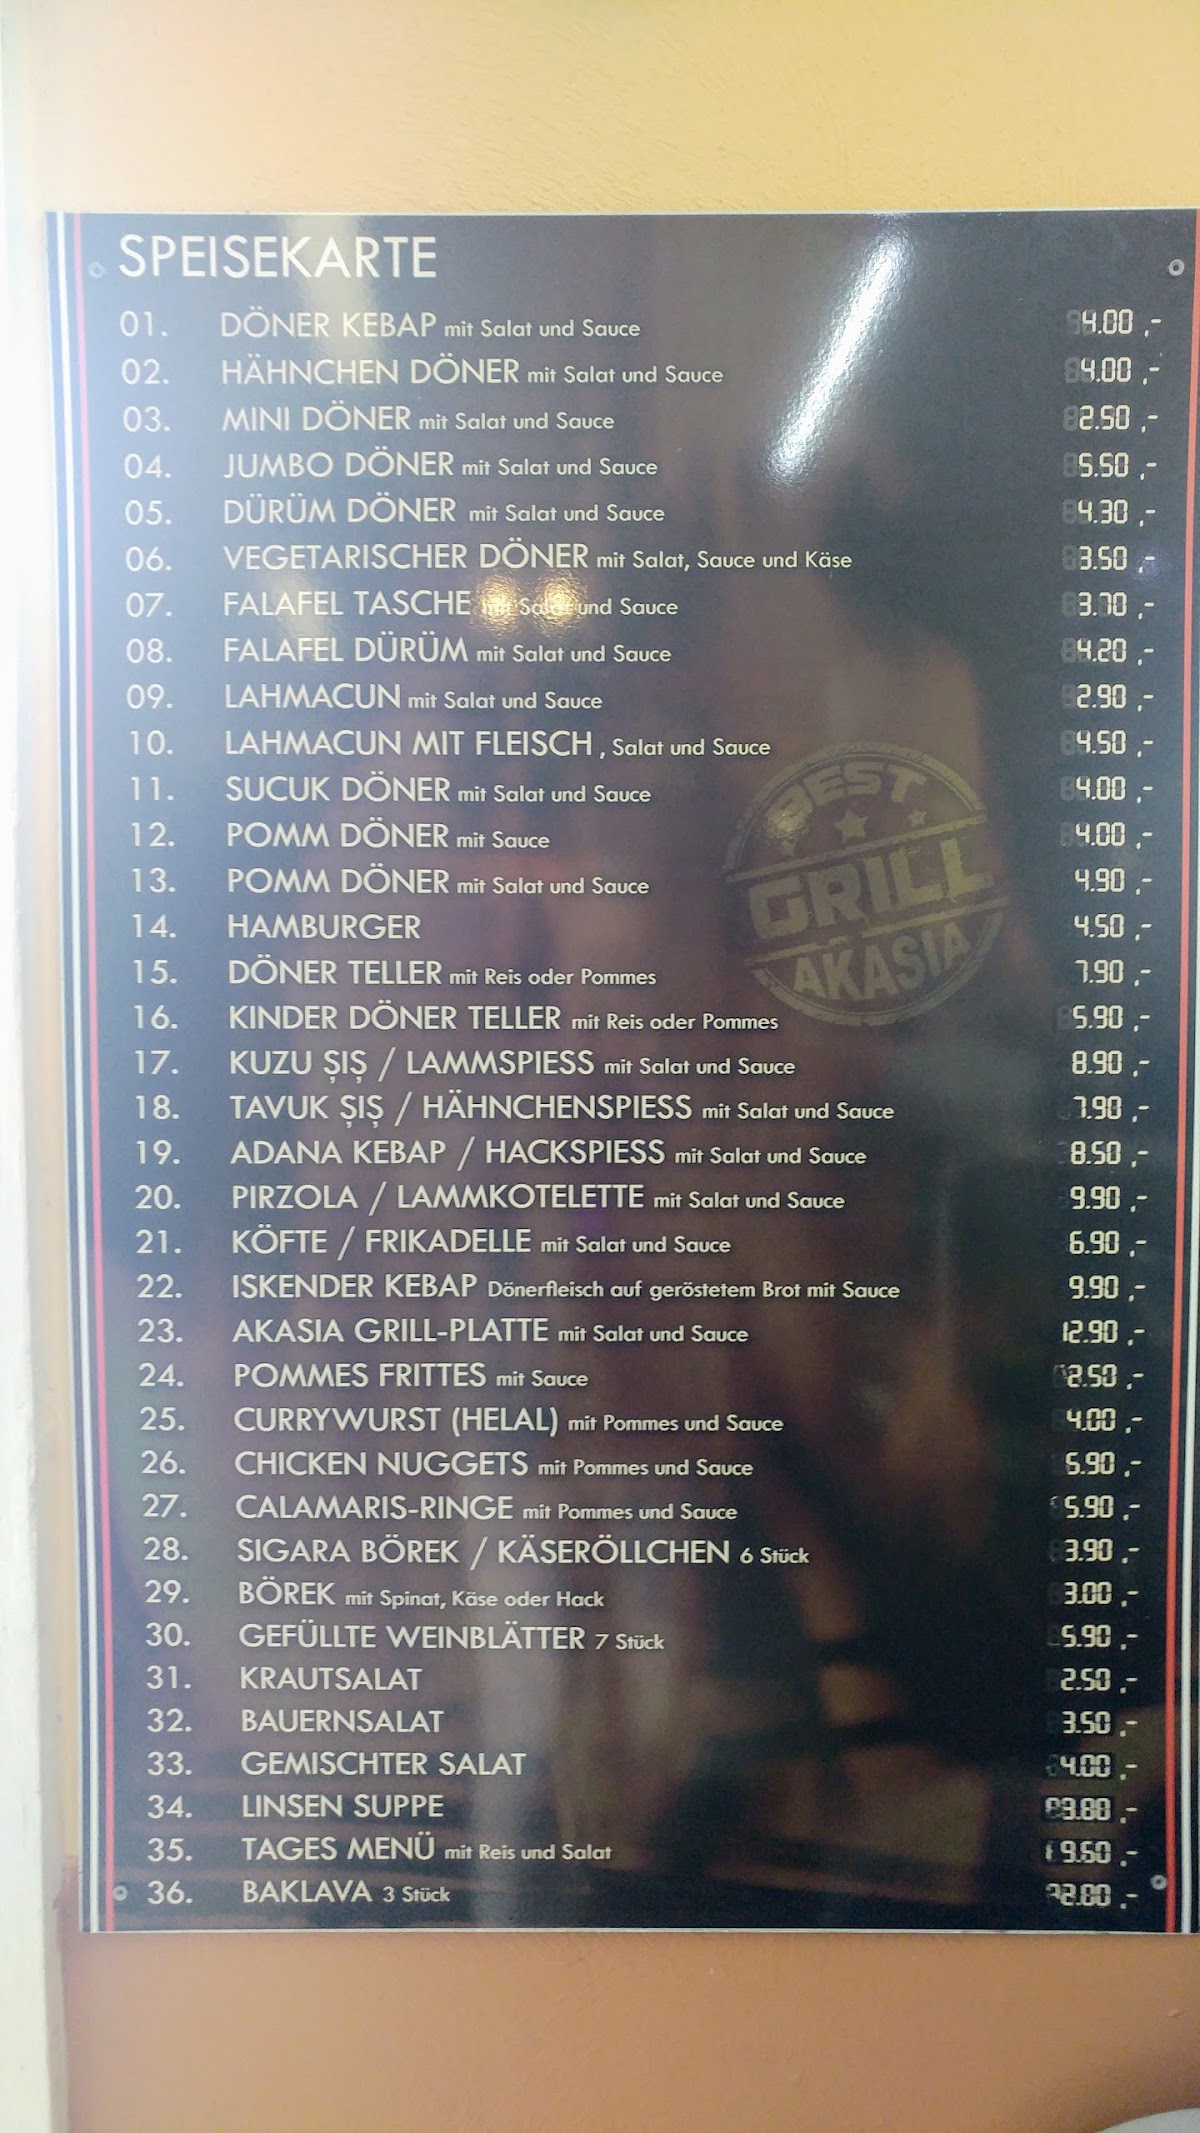 SPEISEKARTE
01. DÖNER KEBAP mit Salat und Sauce 4.00 ,-
02. HÄHNCHEN DÖNER mit Salat und Sauce 4.00 ,-
03. MINI DÖNER mit Salat und Sauce 2.50 ,-
04. JUMBO DÖNER mit Salat und Sauce 5.50 ,-
05. DÜRÜM DÖNER mit Salat und Sauce 4.30 ,-
06. VEGETARISCHER DÖNER mit Salat, Sauce und Käse 3.50 ,-
07. FALAFEL TASCHE mit Salat und Sauce 3.70 ,-
08. FALAFEL DÜRÜM mit Salat und Sauce 4.20 ,-
09. LAHMACUN mit Salat und Sauce 2.90 ,-
10. LAHMACUN MIT FLEISCH , Salat und Sauce 4.50 ,-
11. SUCUK DÖNER mit Salat und Sauce 4.00 ,-
12. POMM DÖNER mit Sauce 4.00 ,-
13. POMM DÖNER mit Salat und Sauce 4.90 ,-
14. HAMBURGER 4.50 ,-
15. DÖNER TELLER mit Reis oder Pommes 7.90 ,-
16. KINDER DÖNER TELLER mit Reis oder Pommes 5.90 ,-
17. KUZU ŞIŞ / LAMMSPIESS mit Salat und Sauce 8.90 ,-
18. TAVUK ŞIŞ / HÄHNCHENSPIESS mit Salat und Sauce 7.90 ,-
19. ADANA KEBAP / HACKSPIESS mit Salat und Sauce 8.50 ,-
20. PIRZOLA / LAMMKOTELETTE mit Salat und Sauce 9.90 ,-
21. KÖFTE / FRIKADELLE mit Salat und Sauce 6.90 ,-
22. ISKENDER KEBAP Dönerfleisch auf geröstetem Brot mit Sauce 9.90 ,-
23. AKASIA GRILL-PLATTE mit Salat und Sauce 12.90 ,-
24. POMMES FRITTES mit Sauce 2.50 ,-
25. CURRYWURST (HELAL) mit Pommes und Sauce 4.00 ,-
26. CHICKEN NUGGETS mit Pommes und Sauce 5.90 ,-
27. CALAMARIS-RINGE mit Pommes und Sauce 5.90 ,-
28. SIGARA BÖREK / KÄSERÖLLCHEN 6 Stück 3.90 ,-
29. BÖREK mit Spinat, Käse oder Hack 3.00 ,-
30. GEFÜLLTE WEINBLÄTTER 7 Stück 5.90 ,-
31. KRAUTSALAT 2.50 ,-
32. BAUERNSALAT 3.50 ,-
33. GEMISCHTER SALAT 4.00 ,-
34. LINSEN SUPPE
35. TAGES MENÜ mit Reis und Salat
36. BAKLAVA 3 Stück
BEST
GRILL
AKASIA